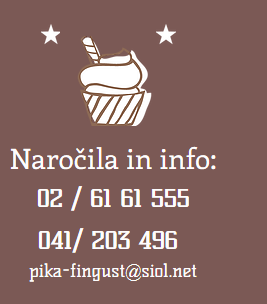 Naročila in info:
02 / 61 61 555
041/ 203 496
pika-fingust@siol.net